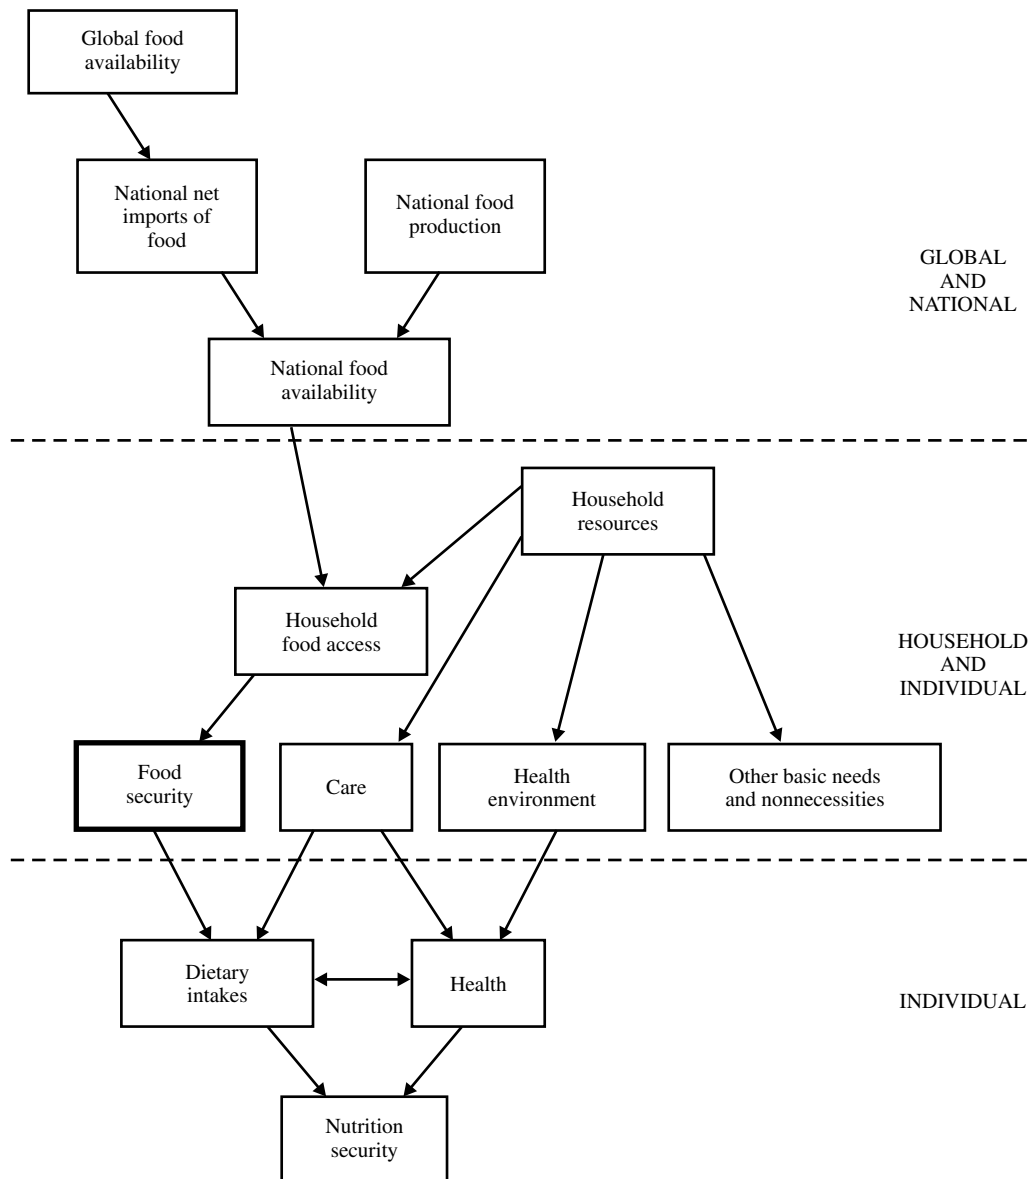 Global food
availability
National net
imports of
food
National food
production
GLOBAL
AND
NATIONAL
National food
availability
Household
resources
Household
food access
HOUSEHOLD
AND
INDIVIDUAL
Food
security
Care
Health
environment
Other basic needs
and nonnecessities
Dietary
intakes
Health
INDIVIDUAL
Nutrition
security